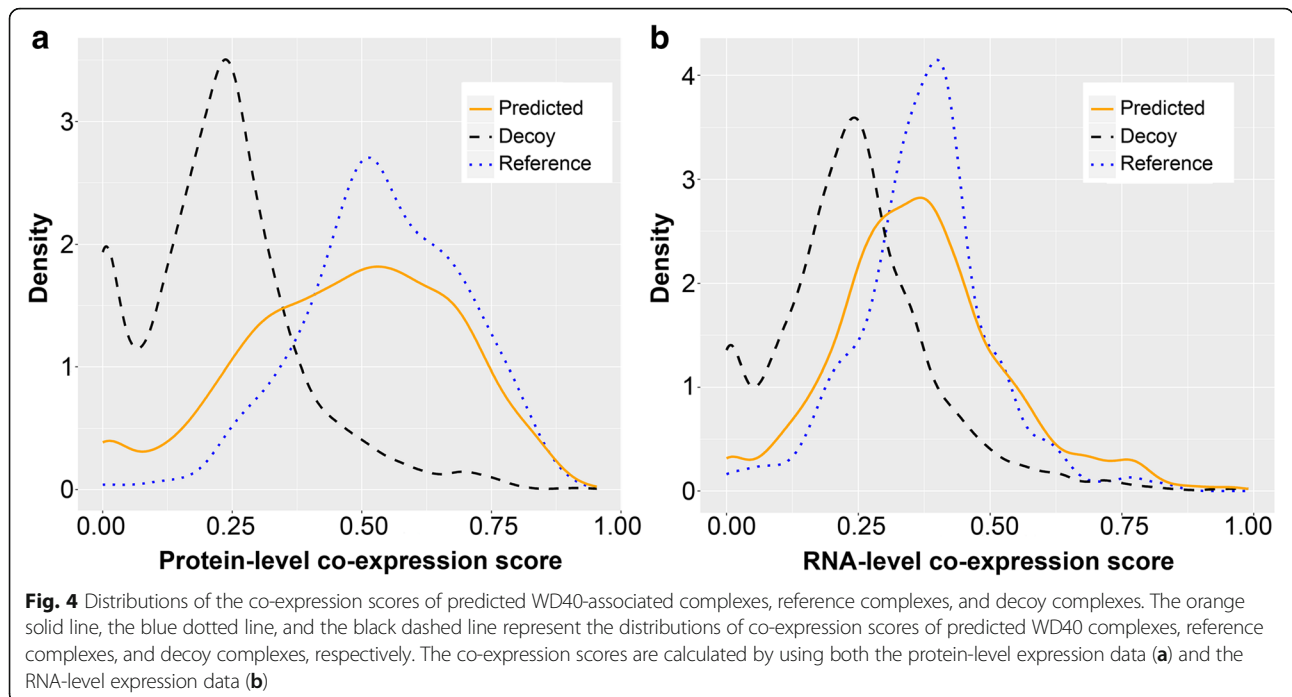 a
Density
3
2
1
0
Predicted
Decoy
Reference
0.00 0.25 0.50 0.75 1.00
Protein-level co-expression score
b
Density
4
3
2
1
0
Predicted
Decoy
Reference
0.00 0.25 0.50 0.75 1.00
RNA-level co-expression score
Fig. 4 Distributions of the co-expression scores of predicted WD40-associated complexes, reference complexes, and decoy complexes. The orange
solid line, the blue dotted line, and the black dashed line represent the distributions of co-expression scores of predicted WD40 complexes, reference
complexes, and decoy complexes, respectively. The co-expression scores are calculated by using both the protein-level expression data (a) and the
RNA-level expression data (b)